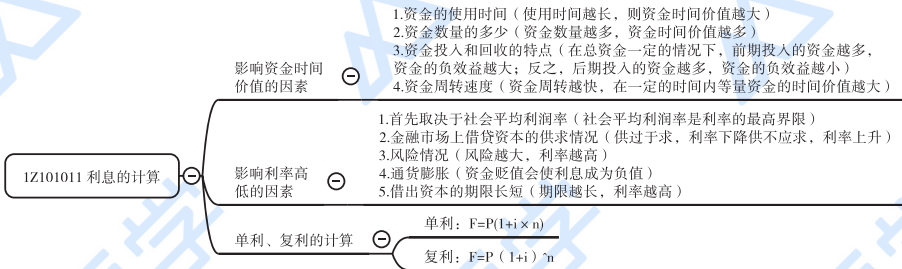 1Z101011 利息的计算
影响资金时间
价值的因素
1.资金的使用时间（使用时间越长，则资金时间价值越大）
2.资金数量的多少（资金数量越多，资金时间价值越多）
3.资金投入和回收的特点（在总资金一定的情况下，前期投入的资金越多，
资金的负效益越大；反之，后期投入的资金越多，资金的负效益越小）
4.资金周转速度（资金周转越快，在一定的时间内等量资金的时间价值越大）
影响利率高
低的因素
1.首先取决于社会平均利润率（社会平均利润率是利率的最高界限）
2.金融市场上借贷资本的供求情况（供过于求，利率下降供不应求，利率上升）
3.风险情况（风险越大，利率越高）
4.通货膨胀（资金贬值会使利息成为负值）
5.借出资本的期限长短（期限越长，利率越高）
单利、复利的计算
单利：F=P(1+i×n)
复利：F=P（1+i）^n